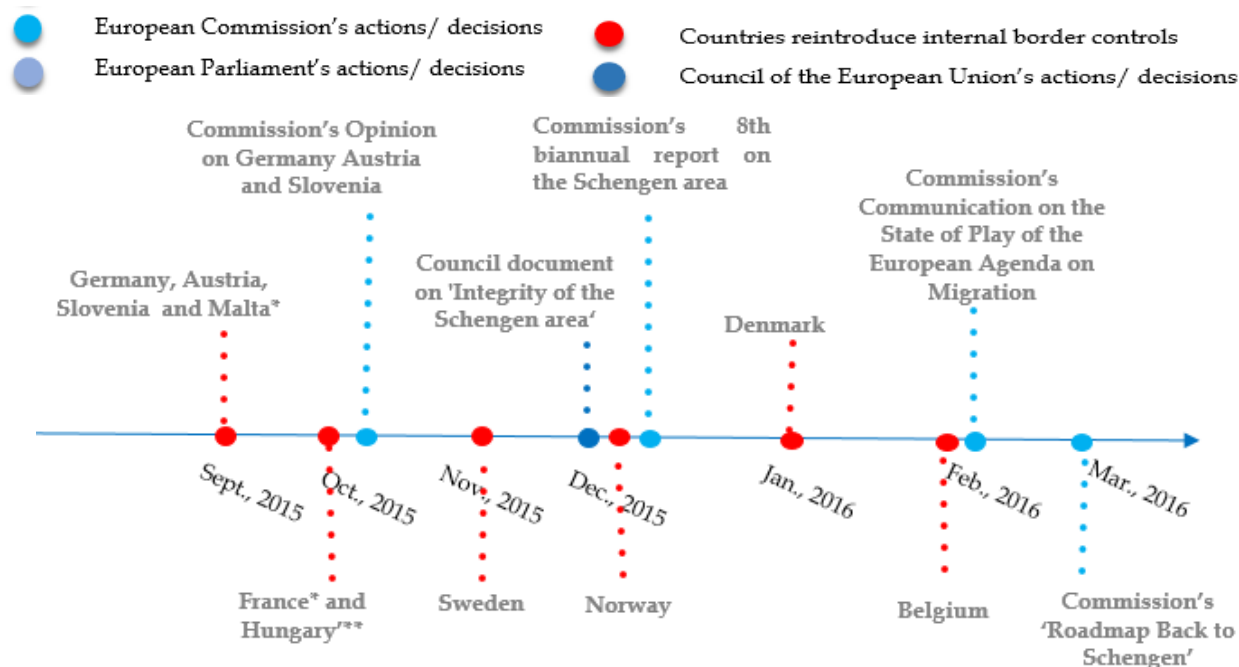 European Commission's actions/ decisions
European Parliament's actions/ decisions
Countries reintroduce internal border controls
Council of the European Union's actions/ decisions
Commission's Opinion
on Germany Austria
and Slovenia
Commission's 8th
biannual report on
the Schengen area
Commission's
Communication on the
State of Play of the
European Agenda on
Migration
Germany, Austria,
Slovenia and Malta*
Council document
on 'Integrity of the
Schengen area‘
Denmark
Sept., 2015
Oct., 2015
Nov., 2015
Dec., 2015
Jan., 2016
Feb., 2016
Mar., 2016
France* and
Hungary'**
Sweden
Norway
Belgium
Commission's
'Roadmap Back to
Schengen'